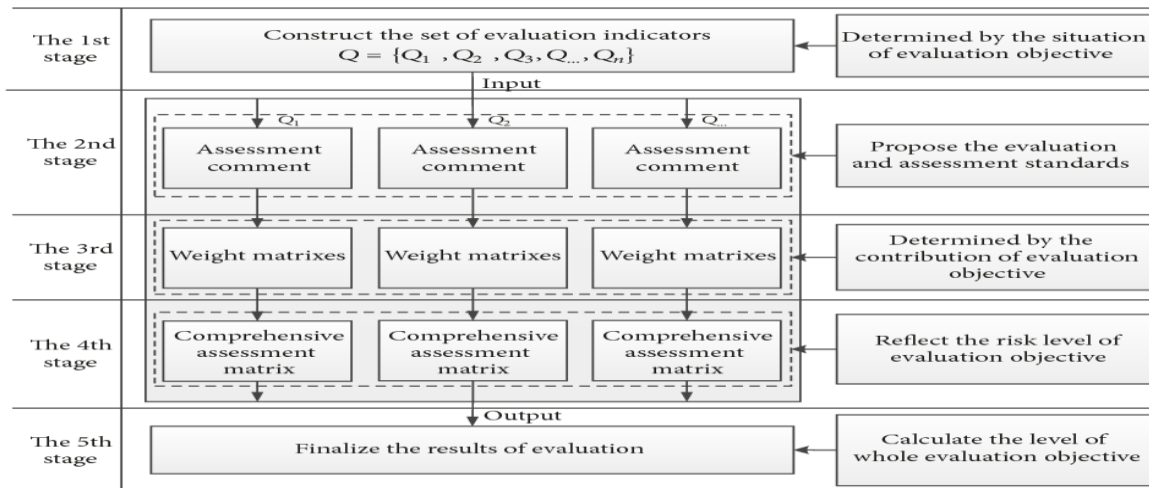 The 1st
stage
Construct the set of evaluation indicators
Q = {Q1 , Q2 , Q3, Q..., Qn}
Determined by the situation
of evaluation objective
Input
The 2nd
stage
Q1
Q2
Q...
Assessment
comment
Assessment
comment
Assessment
comment
Propose the evaluation
and assessment standards
The 3rd
stage
Weight matrixes
Weight matrixes
Weight matrixes
Determined by the
contribution of evaluation
objective
The 4th
stage
Comprehensive
assessment
matrix
Comprehensive
assessment
matrix
Comprehensive
assessment
matrix
Reflect the risk level of
evaluation objective
Output
The 5th
stage
Finalize the results of evaluation
Calculate the level of
whole evaluation objective